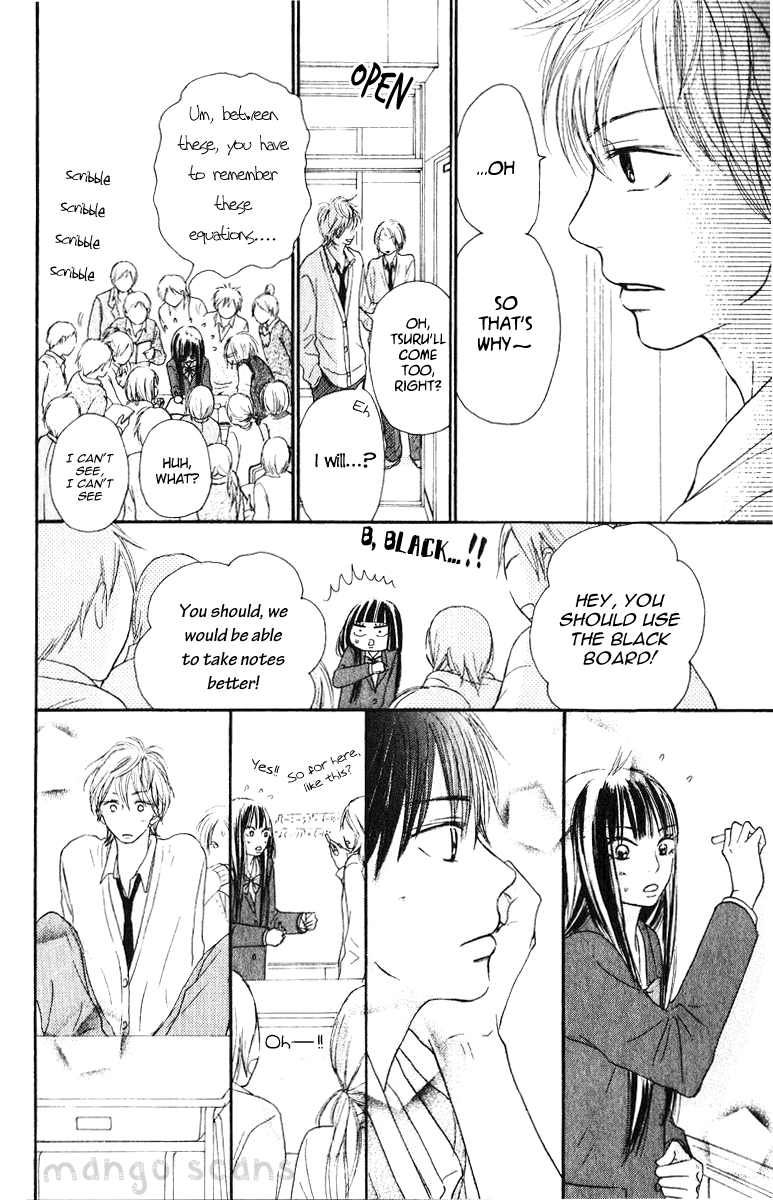 ...OH
SO
THAT'S
WHY~
OPEN
OH,
TSURU'LL
COME
TOO,
RIGHT?
Eh
I will...?
Um, between
these, you have
to remember
these
equations....
scribble
scribble
scribble
scribble
HUH,
WHAT?
I CAN'T
SEE,
I CAN'T
SEE
HEY, YOU
SHOULD USE
THE BLACK
BOARD!
B, BLACK...!!
You should, we
would be able
to take notes
better!
So for here,
like this?
Yes!!
Oh—!!
mango scans